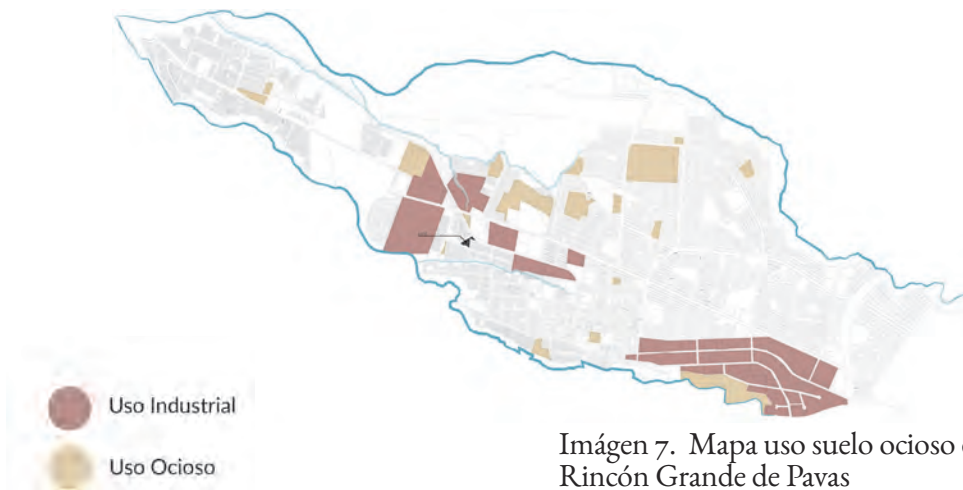 Uso Industrial
Uso Ocioso
Imágen 7. Mapa uso suelo ocioso
Rincón Grande de Pavas